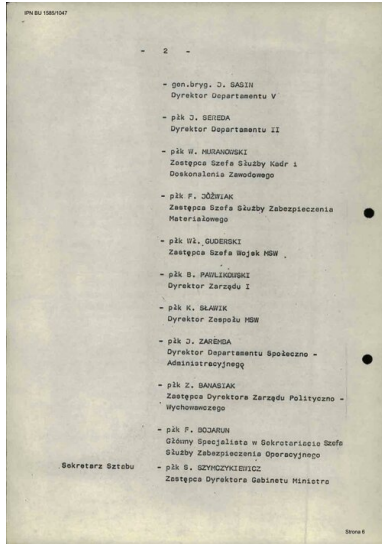 IPN BU 1585/1047
- 2 -
- gen.bryg. J. SASIN
Dyrektor Departamentu V
- płk J. SEREDA
Dyrektor Departamentu II
- płk W. MURANOWSKI
Zastępca Szefa Służby Kadr i
Doskonalenia Zawodowego
- płk F. JÓŹWIAK
Zastępca Szefa Służby Zabezpieczenia
Materiałowego
- płk Wł. GUDERSKI
Zastępca Szefa Wojsk MSW
- płk B. PAWLIKOWSKI
Dyrektor Zarządu I
- płk K. SŁAWIK
Dyrektor Zespołu MSW
- płk J. ZAREMBA
Dyrektor Departamentu Społeczno -
Administracyjnego
- płk Z. BANASIAK
Zastępca Dyrektora Zarządu Polityczno -
Wychowawczego
- płk F. BOJARUN
Główny Specjalista w Sekretariacie Szefa
Służby Zabezpieczenia Operacyjnego
Sekretarz Sztabu - płk S. SZYMCZYKIEWICZ
Zastępca Dyrektora Gabinetu Ministra
Strona 6